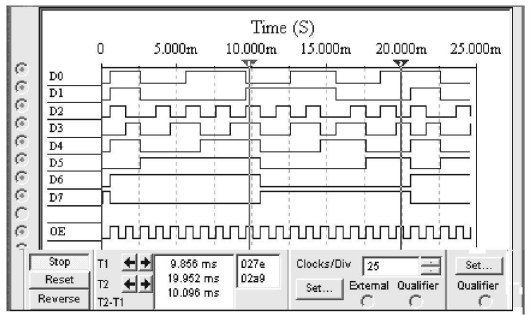 Time (S)
0 5.000m 10.000m 15.000m 20.000m 25.000m
1 2
D0
D1
D2
D3
D4
D5
D6
D7
OE
Stop T1 9.856 ms 027e Clocks/Div 25 Set...
Reset T2 19.952 ms 02a9 Set... External Qualifier Qualifier
Reverse T2-T1 10.096 ms